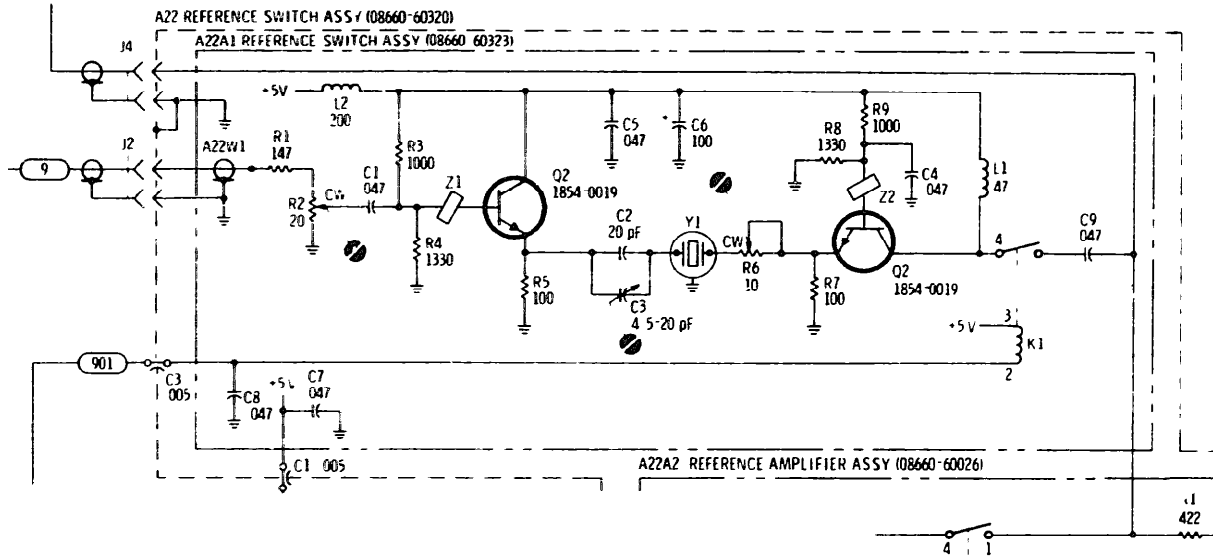 A22 REFERENCE SWITCH ASSY (08660-60320)
A22A1 REFERENCE SWITCH ASSY (08660 60323)
J4
+5V
L2
200
R9
1000
R8
1330
C5
047
+
C6
100
R3
1000
J2
A22W1
R1
147
9
C1
047
Z1
Q2
1854-0019
Z2
C4
047
L1
47
R2
20
CW
C2
20 pF
Y1
CW
4
C9
047
R4
1330
R6
10
R5
100
R7
100
Q2
1854-0019
C3
4 5-20 pF
+5V
3
K1
2
901
C3
005
C8
047
+5V
C7
047
C1 005
A22A2 REFERENCE AMPLIFIER ASSY (08660-60026)
422
4
1